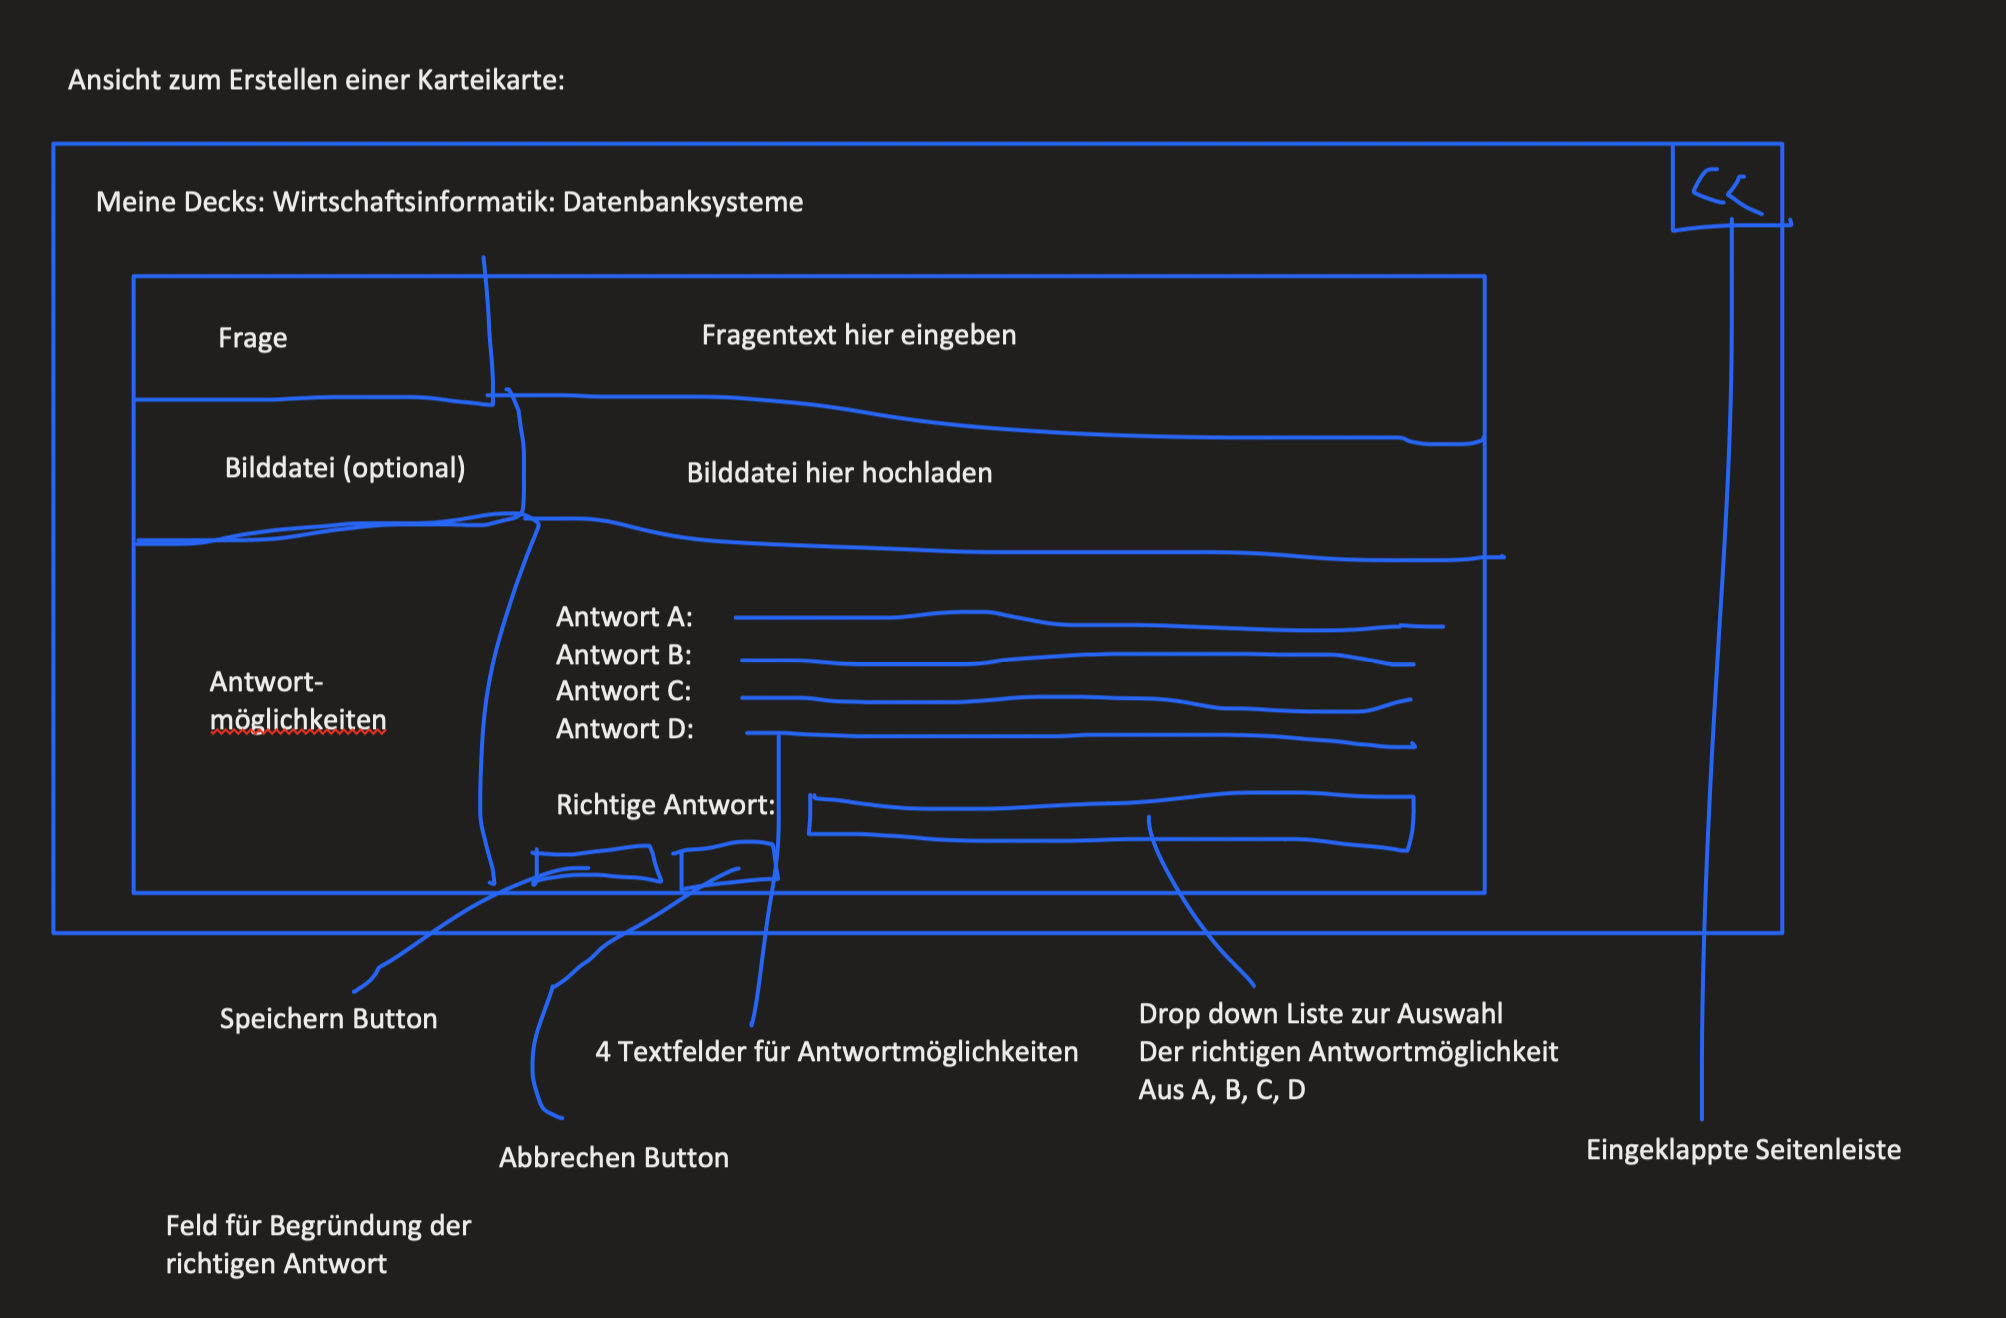 Ansicht zum Erstellen einer Karteikarte:
Meine Decks: Wirtschaftsinformatik: Datenbanksysteme
<<
Frage
Fragentext hier eingeben
Bilddatei (optional)
Bilddatei hier hochladen
Antwort-
möglichkeiten
Antwort A:
Antwort B:
Antwort C:
Antwort D:
Richtige Antwort:
Speichern Button
Abbrechen Button
4 Textfelder für Antwortmöglichkeiten
Drop down Liste zur Auswahl
Der richtigen Antwortmöglichkeit
Aus A, B, C, D
Eingeklappte Seitenleiste
Feld für Begründung der
richtigen Antwort